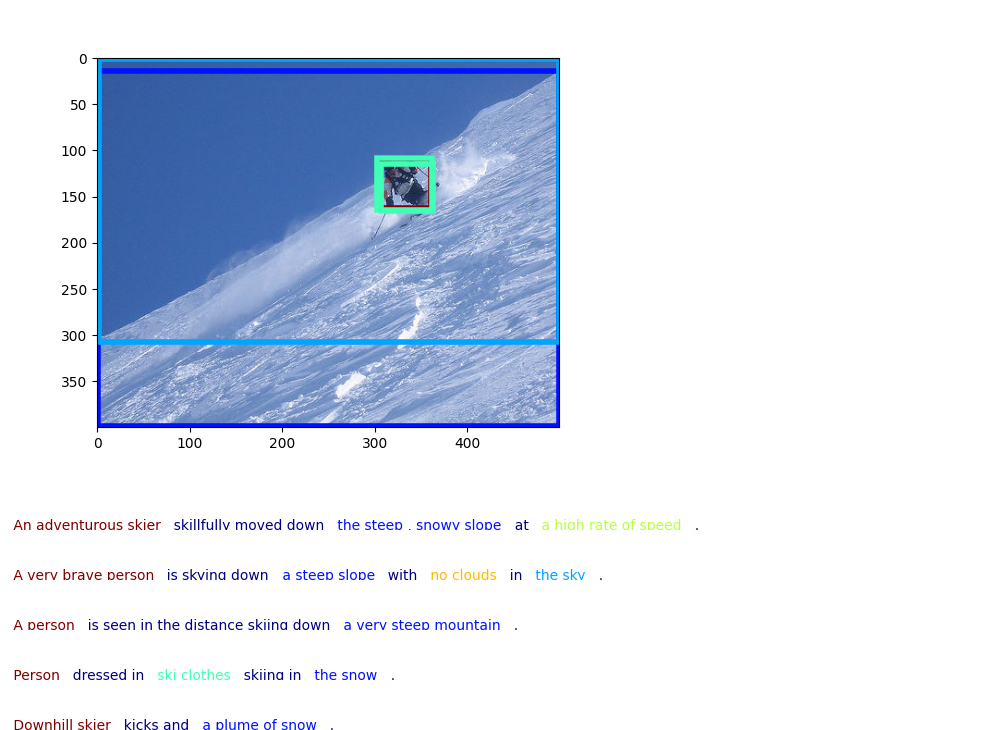 0
50
100
150
200
250
300
350
0 100 200 300 400
An adventurous skier skillfully moved down the steep , snowy slope at a high rate of speed .
A very brave person is skying down a steep slope with no clouds in the sky .
A person is seen in the distance skiing down a very steep mountain .
Person dressed in ski clothes skiing in the snow .
Downhill skier kicks and a plume of snow .